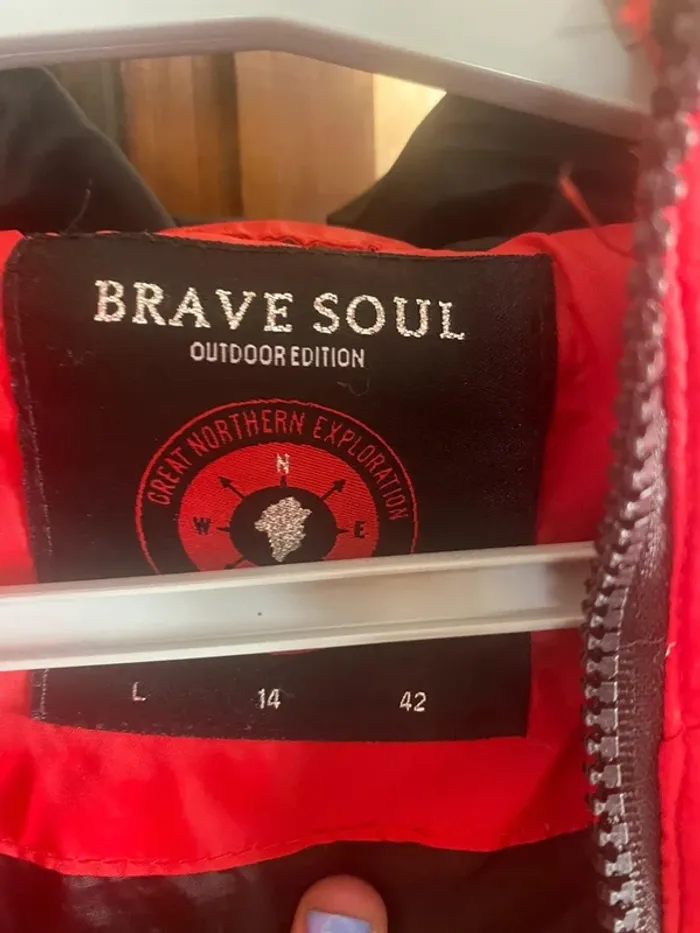 BRAVE SOUL
OUTDOOR EDITION
GREAT NORTHERN EXPLORATION
N
W E
L 14 42